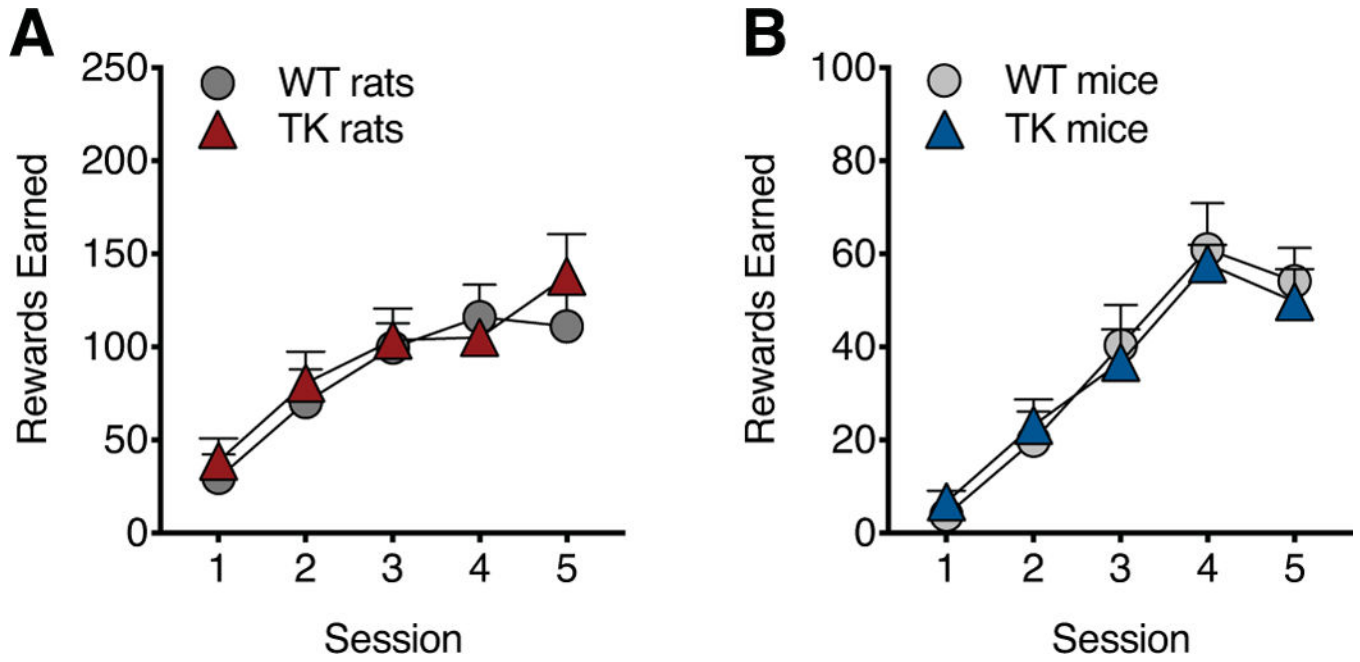 A
250
200
150
100
50
0
Rewards Earned
WT rats
TK rats
1 2 3 4 5
Session
B
100
80
60
40
20
0
Rewards Earned
WT mice
TK mice
1 2 3 4 5
Session